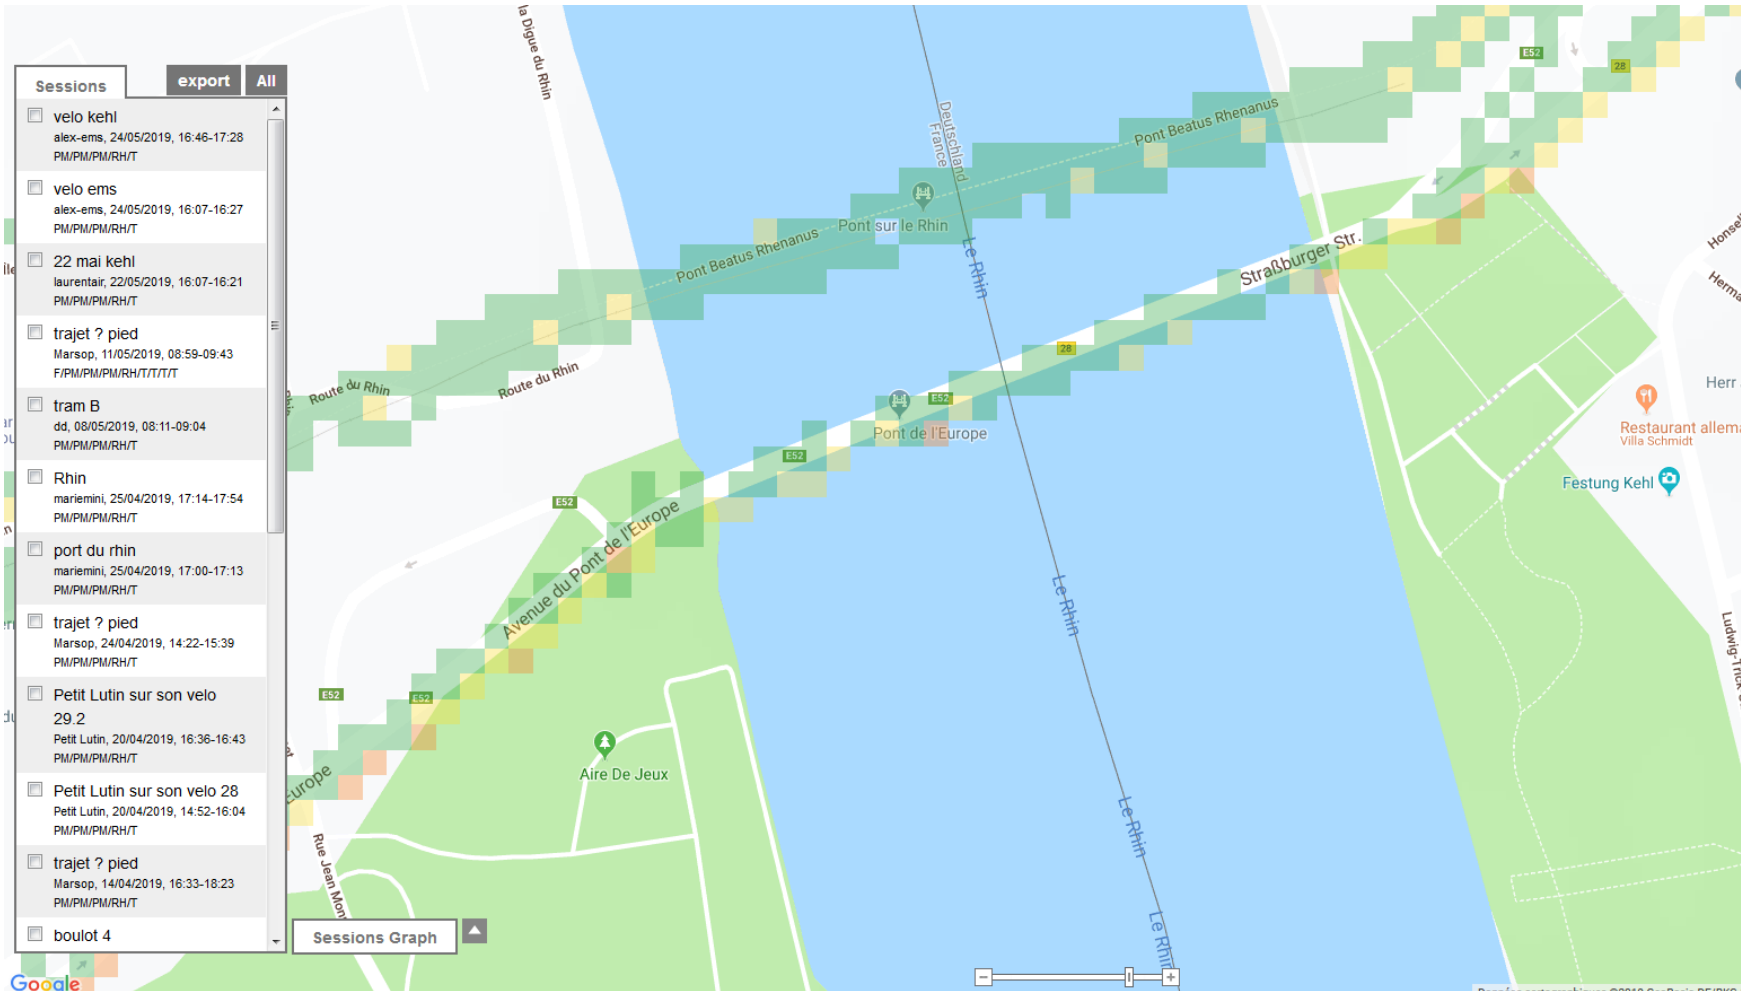 Sessions
export
All
velo kehl
alex-ems, 24/05/2019, 16:46-17:28
PM/PM/PM/RH/T
velo ems
alex-ems, 24/05/2019, 16:07-16:27
PM/PM/PM/RH/T
22 mai kehl
laurentair, 22/05/2019, 16:07-16:21
PM/PM/PM/RH/T
trajet ? pied
Marsop, 11/05/2019, 08:59-09:43
F/PM/PM/PM/RH/T/T/T/T
tram B
dd, 08/05/2019, 08:11-09:04
PM/PM/PM/RH/T
Rhin
mariemini, 25/04/2019, 17:14-17:54
PM/PM/PM/RH/T
port du rhin
mariemini, 25/04/2019, 17:00-17:13
PM/PM/PM/RH/T
trajet ? pied
Marsop, 24/04/2019, 14:22-15:39
PM/PM/PM/RH/T
Petit Lutin sur son velo
29.2
Petit Lutin, 20/04/2019, 16:36-16:43
PM/PM/PM/RH/T
Petit Lutin sur son velo 28
Petit Lutin, 20/04/2019, 14:52-16:04
PM/PM/PM/RH/T
trajet ? pied
Marsop, 14/04/2019, 16:33-18:23
PM/PM/PM/RH/T
boulot 4
Sessions Graph
Google
la Digue du Rhin
Deutschland
France
Pont Beatus Rhenanus
Pont sur le Rhin
Pont Beatus Rhenanus
Le Rhin
Straßburger Str.
E52
28
28
Route du Rhin
Route du Rhin
E52
Pont de l'Europe
E52
E52
Avenue du Pont de l'Europe
E52
E52
Europe
Aire De Jeux
Rue Jean Mon
Le Rhin
Le Rhin
Le Rhin
Herr
Restaurant allema
Villa Schmidt
Festung Kehl
Honsel
Herma
Ludwig-Trick